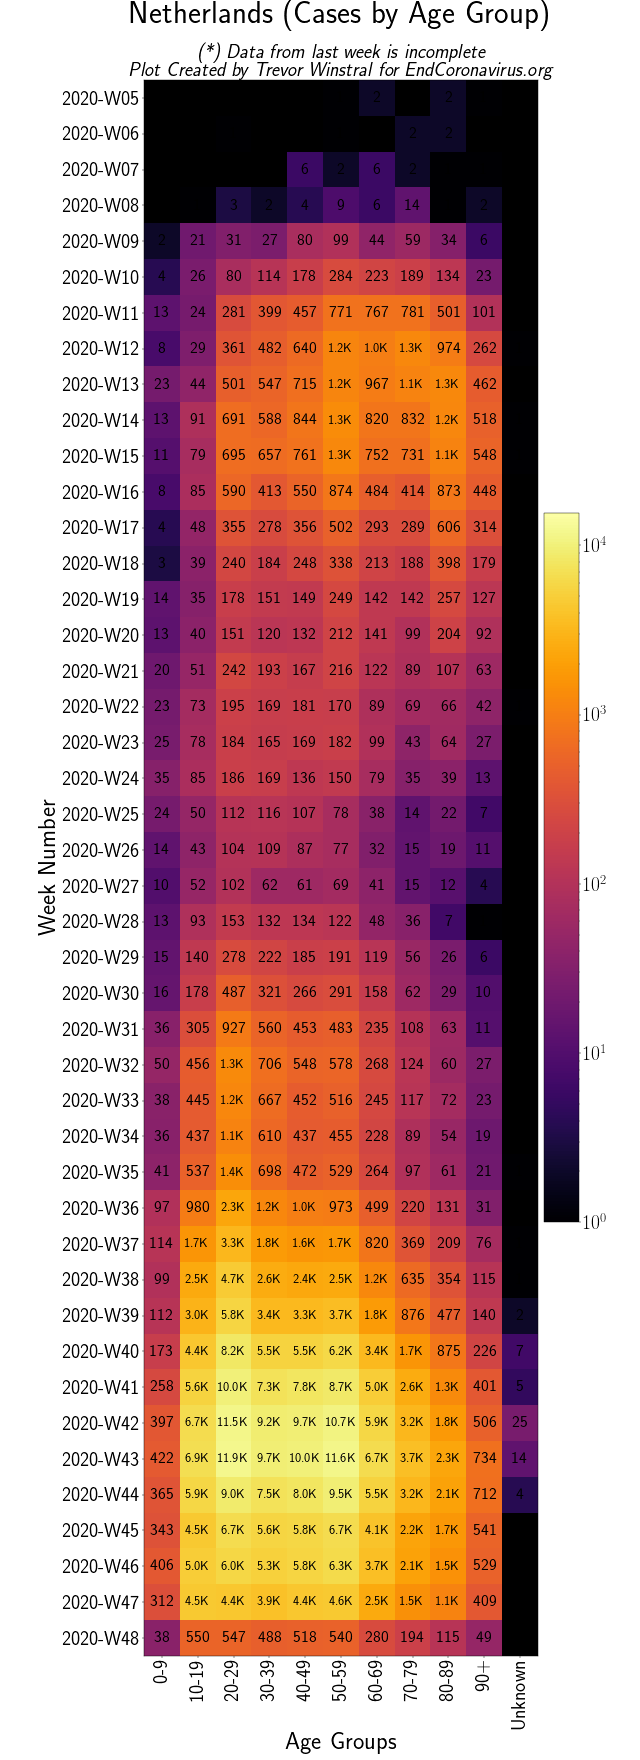 Netherlands (Cases by Age Group)
(*) Data from last week is incomplete
Plot Created by Trevor Winstral for EndCoronavirus.org
2020-W05 2 2
2020-W06 2 2
2020-W07 6 2 6 2
2020-W08 3 2 4 9 6 14 2
2020-W09 2 21 31 27 80 99 44 59 34 6
2020-W10 4 26 80 114 178 284 223 189 134 23
2020-W11 13 24 281 399 457 771 767 781 501 101
2020-W12 8 29 361 482 640 1.2K 1.0K 1.3K 974 262
2020-W13 23 44 501 547 715 1.2K 967 1.1K 1.3K 462
2020-W14 13 91 691 588 844 1.3K 820 832 1.2K 518
2020-W15 11 79 695 657 761 1.3K 752 731 1.1K 548
2020-W16 8 85 590 413 550 874 484 414 873 448
2020-W17 4 48 355 278 356 502 293 289 606 314
2020-W18 3 39 240 184 248 338 213 188 398 179
2020-W19 14 35 178 151 149 249 142 142 257 127
2020-W20 13 40 151 120 132 212 141 99 204 92
2020-W21 20 51 242 193 167 216 122 89 107 63
2020-W22 23 73 195 169 181 170 89 69 66 42
2020-W23 25 78 184 165 169 182 99 43 64 27
2020-W24 35 85 186 169 136 150 79 35 39 13
2020-W25 24 50 112 116 107 78 38 14 22 7
2020-W26 14 43 104 109 87 77 32 15 19 11
2020-W27 10 52 102 62 61 69 41 15 12 4
2020-W28 13 93 153 132 134 122 48 36 7
2020-W29 15 140 278 222 185 191 119 56 26 6
2020-W30 16 178 487 321 266 291 158 62 29 10
2020-W31 36 305 927 560 453 483 235 108 63 11
2020-W32 50 456 1.3K 706 548 578 268 124 60 27
2020-W33 38 445 1.2K 667 452 516 245 117 72 23
2020-W34 36 437 1.1K 610 437 455 228 89 54 19
2020-W35 41 537 1.4K 698 472 529 264 97 61 21
2020-W36 97 980 2.3K 1.2K 1.0K 973 499 220 131 31
2020-W37 114 1.7K 3.3K 1.8K 1.6K 1.7K 820 369 209 76
2020-W38 99 2.5K 4.7K 2.6K 2.4K 2.5K 1.2K 635 354 115
2020-W39 112 3.0K 5.8K 3.4K 3.3K 3.7K 1.8K 876 477 140 2
2020-W40 173 4.4K 8.2K 5.5K 5.5K 6.2K 3.4K 1.7K 875 226 7
2020-W41 258 5.6K 10.0K 7.3K 7.8K 8.7K 5.0K 2.6K 1.3K 401 5
2020-W42 397 6.7K 11.5K 9.2K 9.7K 10.7K 5.9K 3.2K 1.8K 506 25
2020-W43 422 6.9K 11.9K 9.7K 10.0K 11.6K 6.7K 3.7K 2.3K 734 14
2020-W44 365 5.9K 9.0K 7.5K 8.0K 9.5K 5.5K 3.2K 2.1K 712 4
2020-W45 343 4.5K 6.7K 5.6K 5.8K 6.7K 4.1K 2.2K 1.7K 541
2020-W46 406 5.0K 6.0K 5.3K 5.8K 6.3K 3.7K 2.1K 1.5K 529
2020-W47 312 4.5K 4.4K 3.9K 4.4K 4.6K 2.5K 1.5K 1.1K 409
2020-W48 38 550 547 488 518 540 280 194 115 49
0-9 10-19 20-29 30-39 40-49 50-59 60-69 70-79 80-89 90+ Unknown
Age Groups
Week Number
10⁴
10³
10²
10¹
10⁰